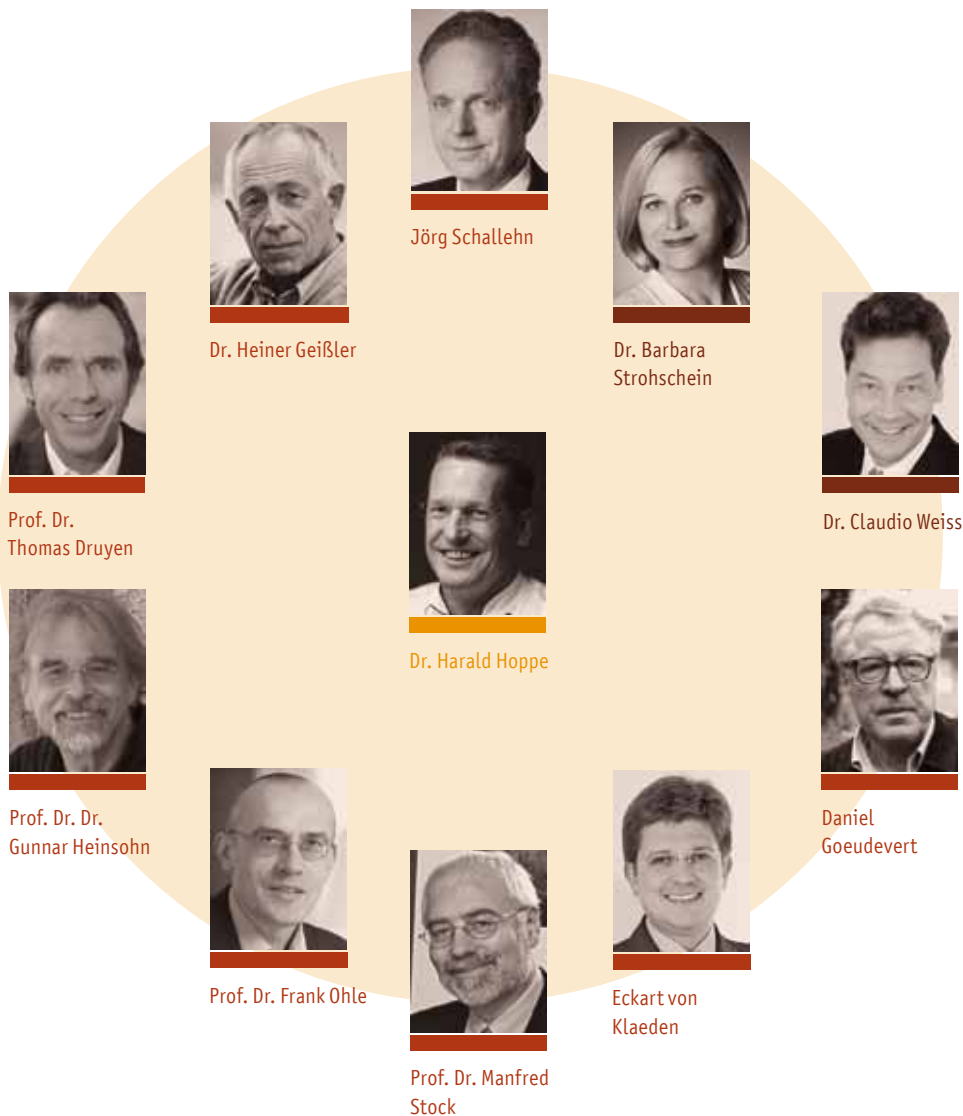 Jörg Schallehn
Dr. Heiner Geißler
Dr. Barbara
Strohschein
Prof. Dr.
Thomas Druyen
Dr. Claudio Weiss
Dr. Harald Hoppe
Prof. Dr. Dr.
Gunnar Heinsohn
Daniel
Goeudevert
Prof. Dr. Frank Ohle
Eckart von
Klaeden
Prof. Dr. Manfred
Stock